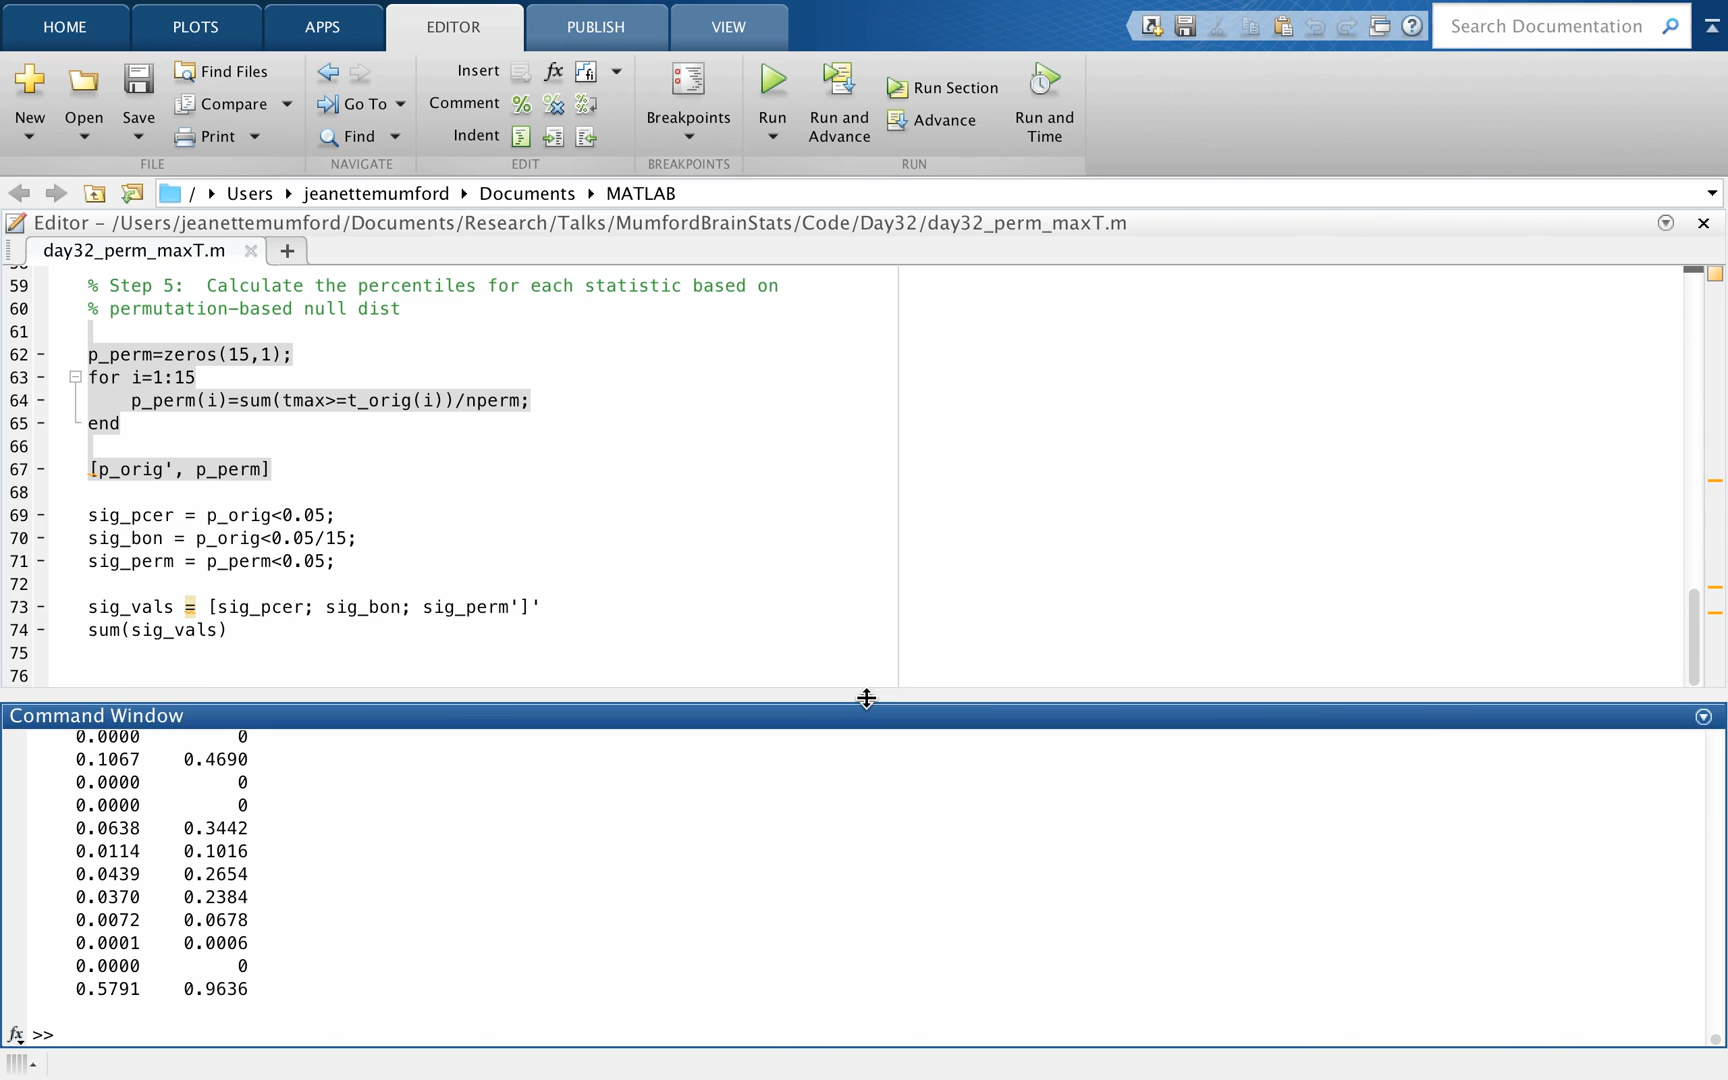 HOME PLOTS APPS EDITOR PUBLISH VIEW
Search Documentation
New Open Save Find Files Compare Print
Go To Find
Insert fx
Comment
Indent
Breakpoints
Run Run and Advance Run Section Advance Run and Time
FILE NAVIGATE EDIT BREAKPOINTS RUN
/ Users jeanettemumford Documents MATLAB
Editor – /Users/jeanettemumford/Documents/Research/Talks/MumfordBrainStats/Code/Day32/day32_perm_maxT.m
day32_perm_maxT.m
59 % Step 5:  Calculate the percentiles for each statistic based on
60 % permutation-based null dist
61
62 - p_perm=zeros(15,1);
63 - for i=1:15
64 - p_perm(i)=sum(tmax>=t_orig(i))/nperm;
65 - end
66
67 - [p_orig', p_perm]
68
69 - sig_pcer = p_orig<0.05;
70 - sig_bon = p_orig<0.05/15;
71 - sig_perm = p_perm<0.05;
72
73 - sig_vals = [sig_pcer; sig_bon; sig_perm']'
74 - sum(sig_vals)
75
76
Command Window
0.0000 0
0.1067 0.4690
0.0000 0
0.0000 0
0.0638 0.3442
0.0114 0.1016
0.0439 0.2654
0.0370 0.2384
0.0072 0.0678
0.0001 0.0006
0.0000 0
0.5791 0.9636
fx >>